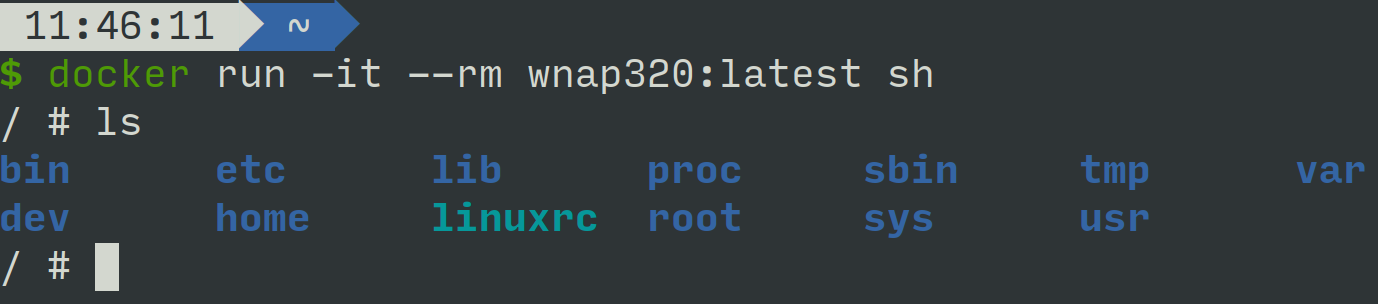 11:46:11 ~
$ docker run -it --rm wnap320:latest sh
/ # ls
bin etc lib proc sbin tmp var
dev home linuxrc root sys usr
/ #